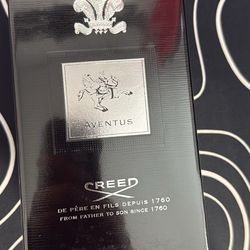 AVENTUS
CREED
DE PÈRE EN FILS DEPUIS 1760
FROM FATHER TO SON SINCE 1760